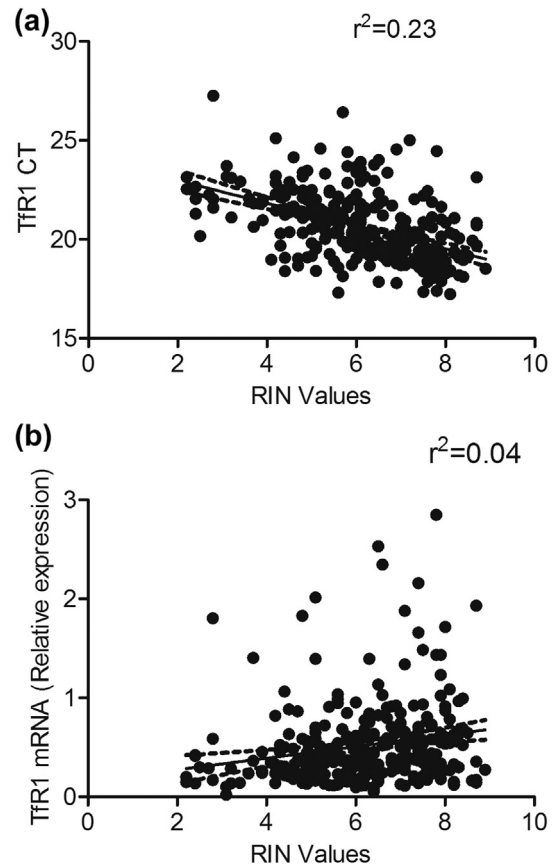 (a)
r²=0.23
30
25
20
15
TfR1 CT
0 2 4 6 8 10
RIN Values
(b)
r²=0.04
3
2
1
0
TfR1 mRNA (Relative expression)
0 2 4 6 8 10
RIN Values